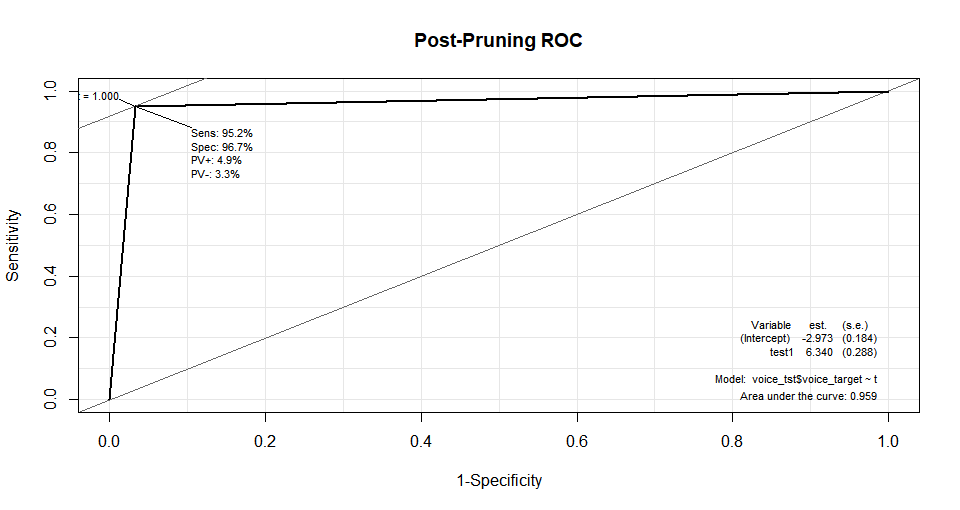 Post-Pruning ROC
= 1.000
Sens: 95.2%
Spec: 96.7%
PV+: 4.9%
PV-: 3.3%
Sensitivity
1.0
0.8
0.6
0.4
0.2
0.0
Variable est. (s.e.)
(Intercept) -2.973 (0.184)
test1 6.340 (0.288)
Model: voice_tst$voice_target ~ t
Area under the curve: 0.959
0.0 0.2 0.4 0.6 0.8 1.0
1-Specificity